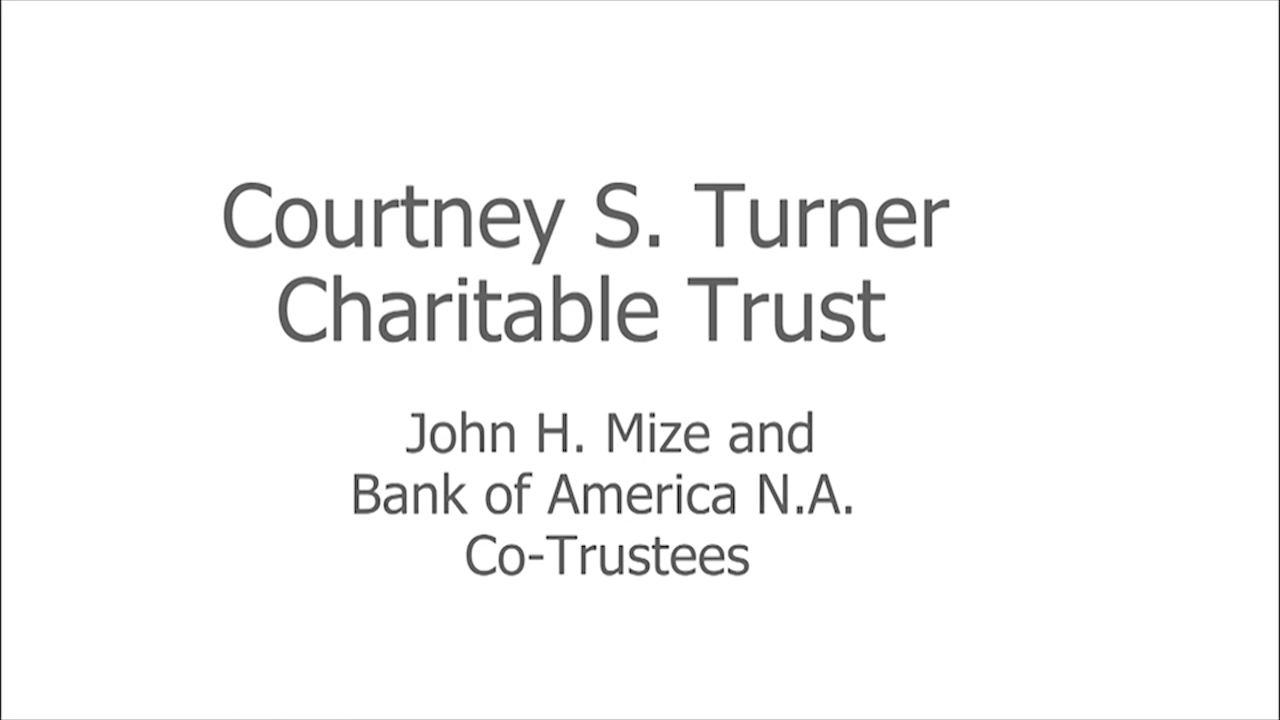 Courtney S. Turner
Charitable Trust
John H. Mize and
Bank of America N.A.
Co-Trustees